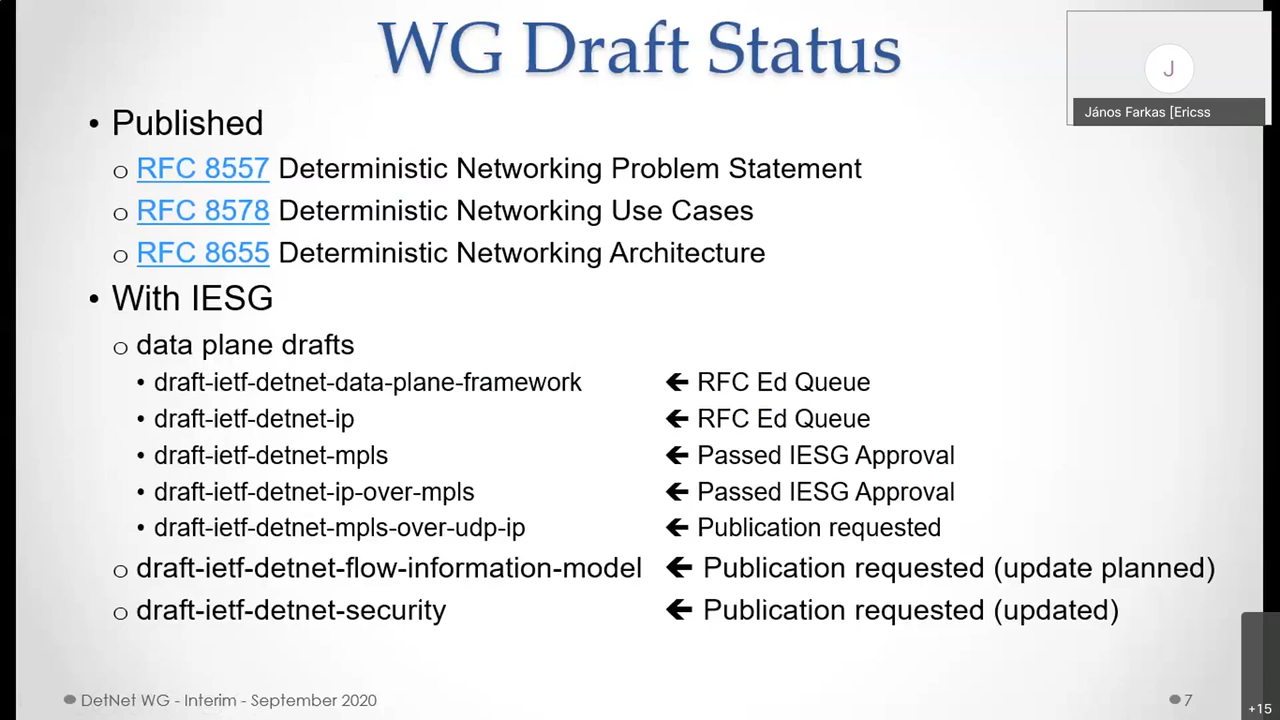 WG Draft Status
J
János Farkas [Ericss
• Published
o RFC 8557 Deterministic Networking Problem Statement
o RFC 8578 Deterministic Networking Use Cases
o RFC 8655 Deterministic Networking Architecture
• With IESG
o data plane drafts
• draft-ietf-detnet-data-plane-framework ← RFC Ed Queue
• draft-ietf-detnet-ip ← RFC Ed Queue
• draft-ietf-detnet-mpls ← Passed IESG Approval
• draft-ietf-detnet-ip-over-mpls ← Passed IESG Approval
• draft-ietf-detnet-mpls-over-udp-ip ← Publication requested
o draft-ietf-detnet-flow-information-model ← Publication requested (update planned)
o draft-ietf-detnet-security ← Publication requested (updated)
DetNet WG - Interim - September 2020
7
+15